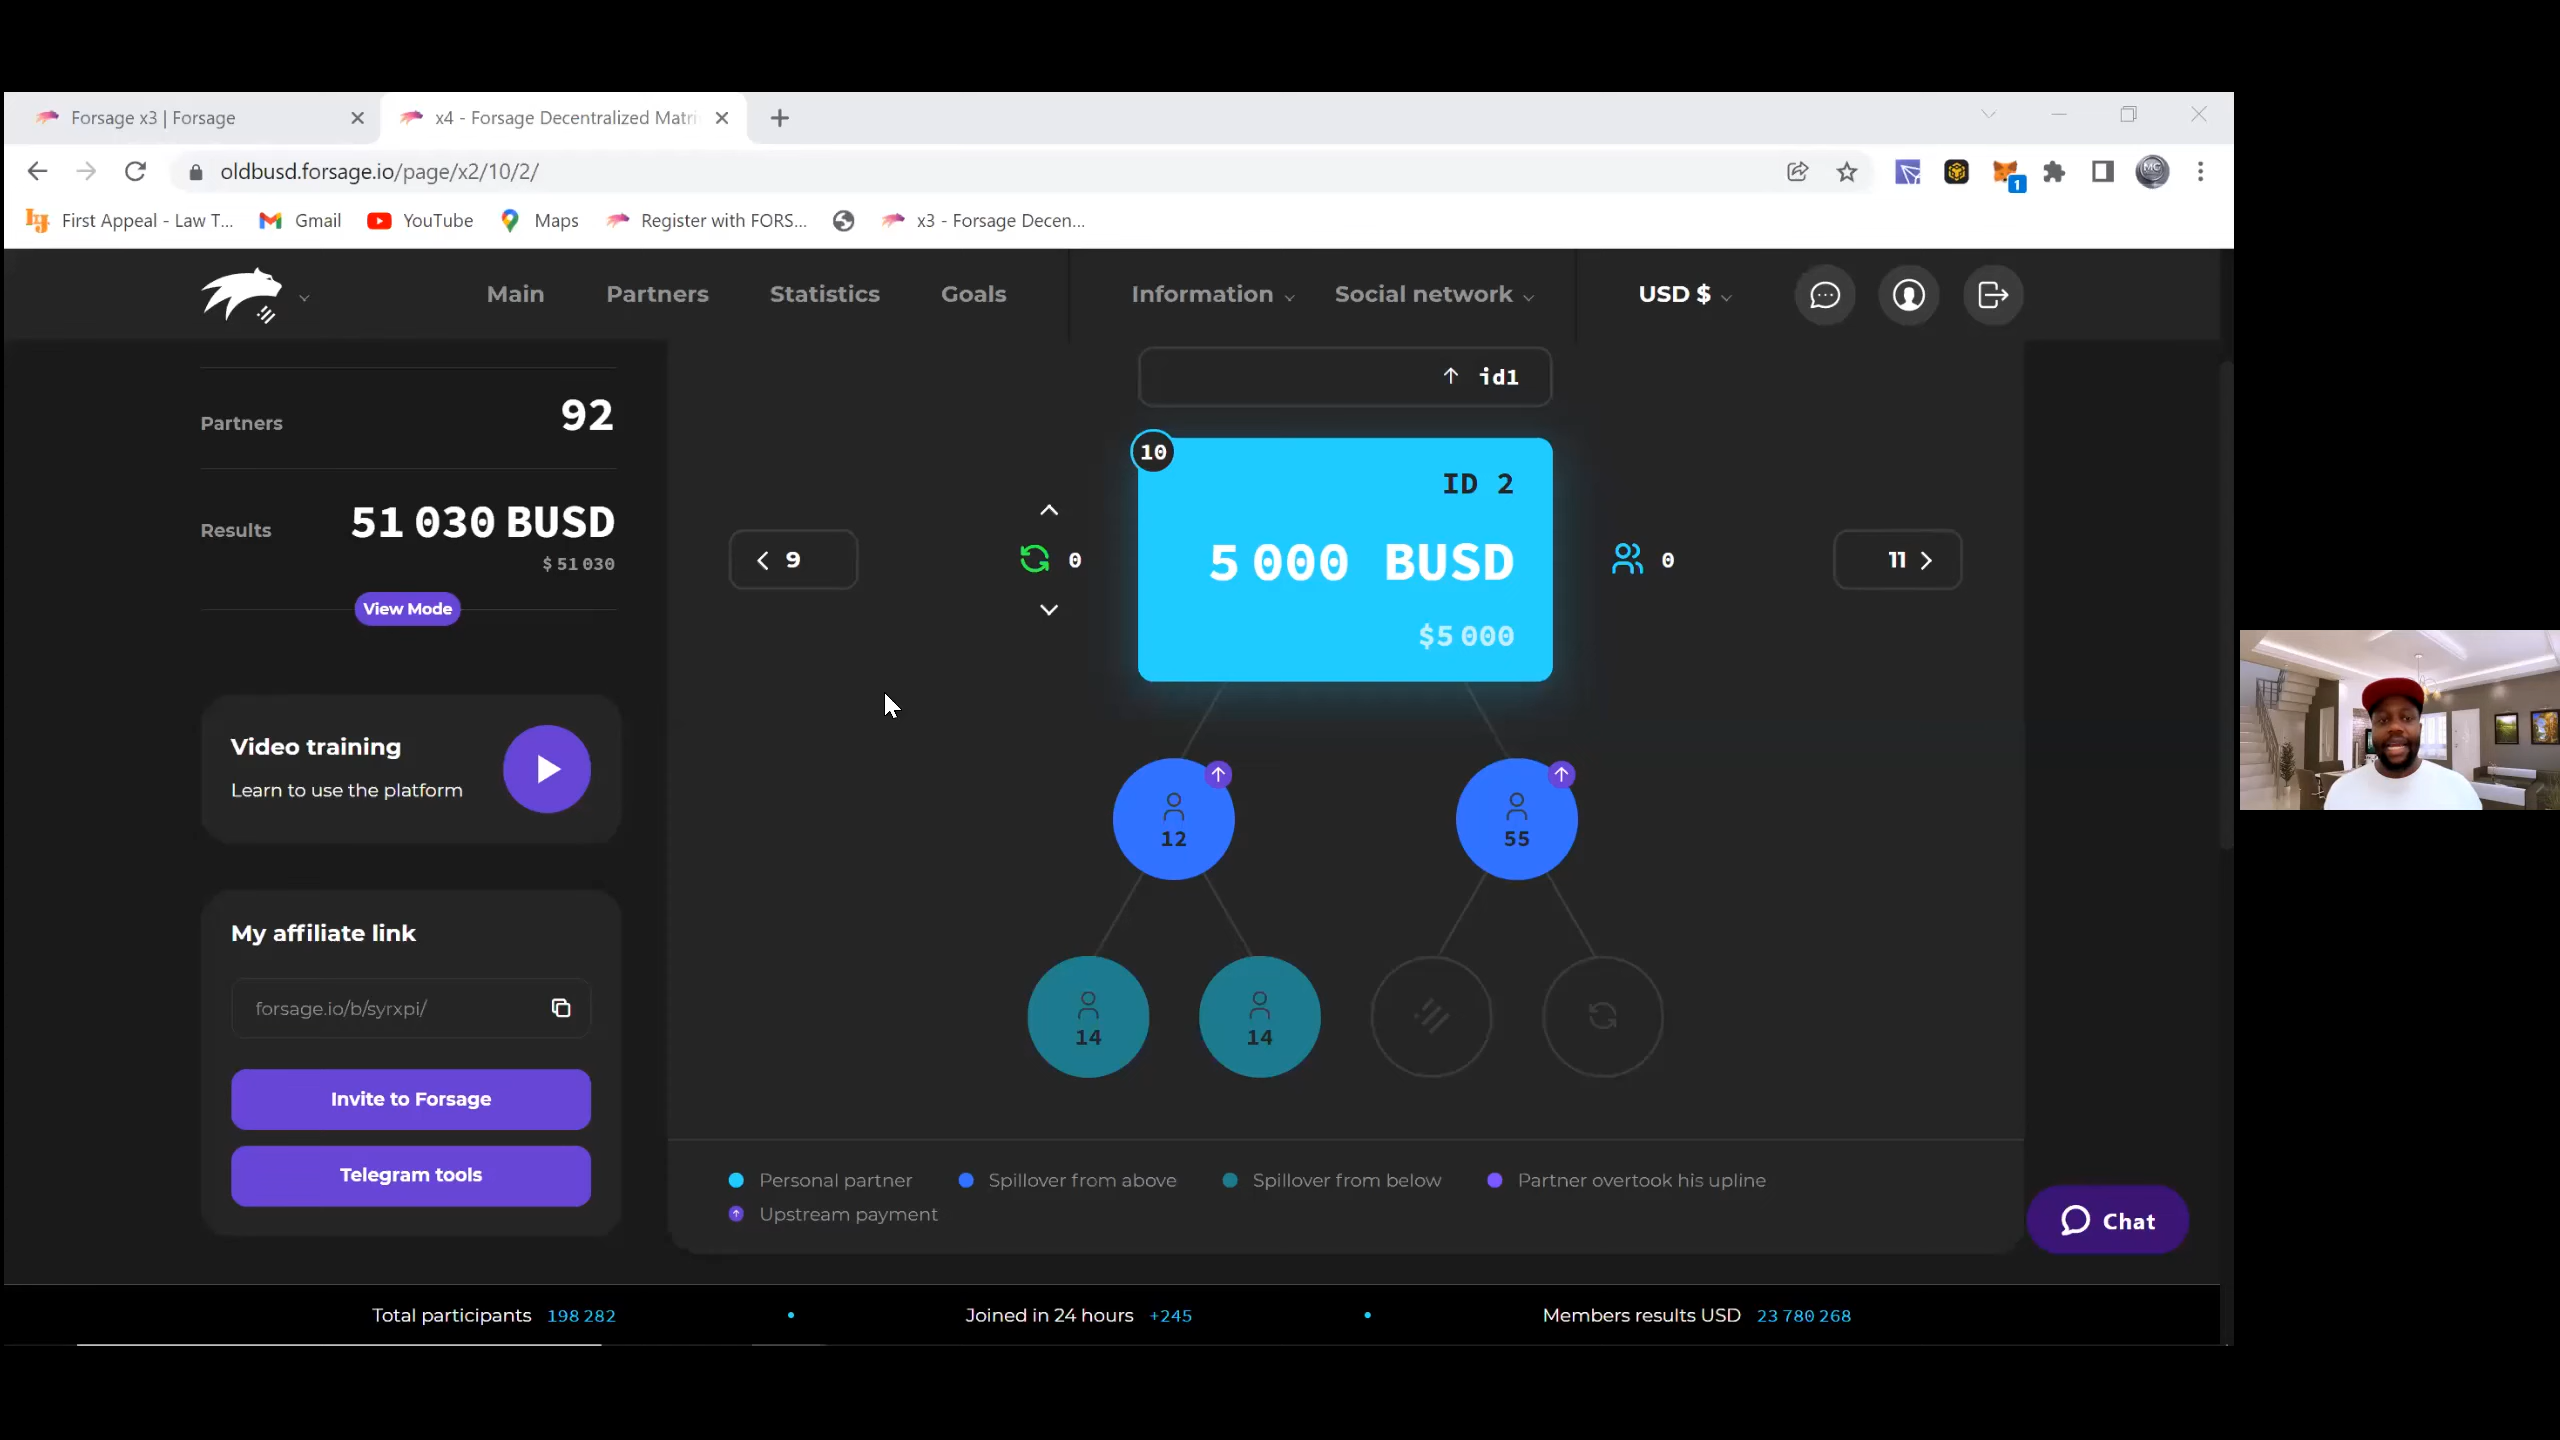 Forsage x3 | Forsage
x4 - Forsage Decentralized Matri
oldbusd.forsage.io/page/x2/10/2/
1
MC
First Appeal - Law T...
Gmail
YouTube
Maps
Register with FORS...
x3 - Forsage Decen...
Main
Partners
Statistics
Goals
Information
Social network
USD $
Partners
92
Results
51 030 BUSD
$ 51 030
View Mode
Video training
Learn to use the platform
My affiliate link
forsage.io/b/syrxpi/
Invite to Forsage
Telegram tools
id1
10
ID 2
5 000 BUSD
$5 000
9
0
0
11
12
55
14
14
Personal partner
Spillover from above
Spillover from below
Partner overtook his upline
Upstream payment
Chat
Total participants 198 282
Joined in 24 hours +245
Members results USD 23 780 268